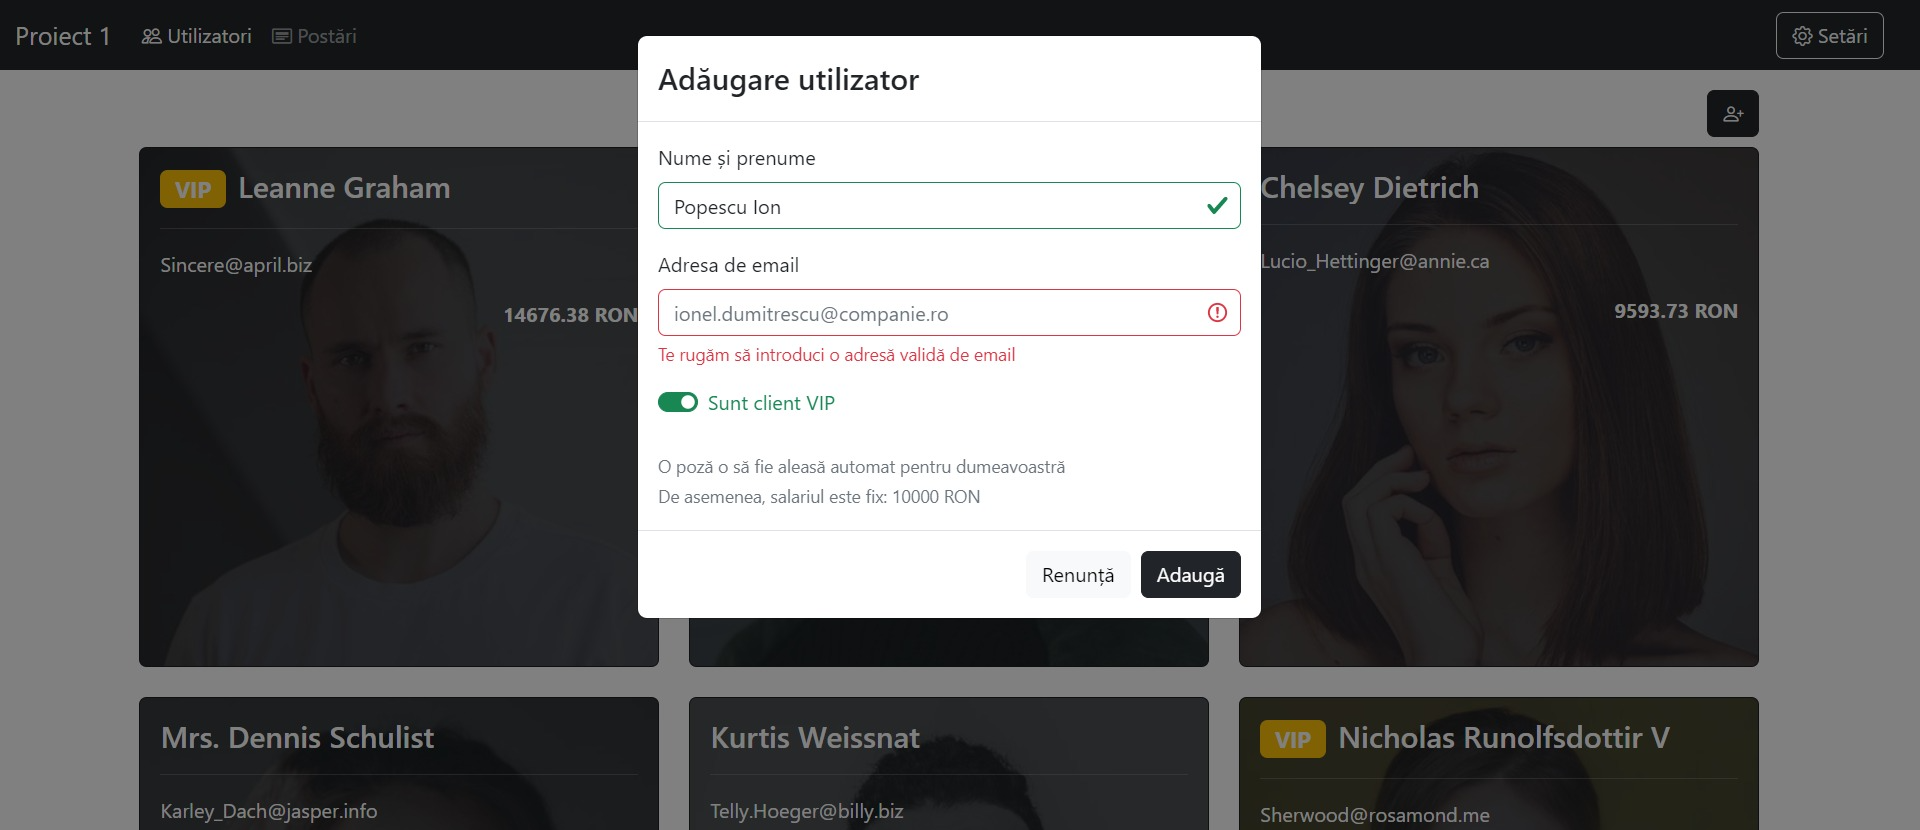 Proiect 1 Utilizatori Postări Setări
Adăugare utilizator
Nume și prenume
Popescu Ion
Adresa de email
ionel.dumitrescu@companie.ro
Te rugăm să introduci o adresă validă de email
Sunt client VIP
O poză o să fie aleasă automat pentru dumeavoastră
De asemenea, salariul este fix: 10000 RON
Renunță Adaugă
VIP Leanne Graham
Sincere@april.biz
14676.38 RON
Chelsey Dietrich
Lucio_Hettinger@annie.ca
9593.73 RON
Mrs. Dennis Schulist
Karley_Dach@jasper.info
Kurtis Weissnat
Telly.Hoeger@billy.biz
VIP Nicholas Runolfsdottir V
Sherwood@rosamond.me